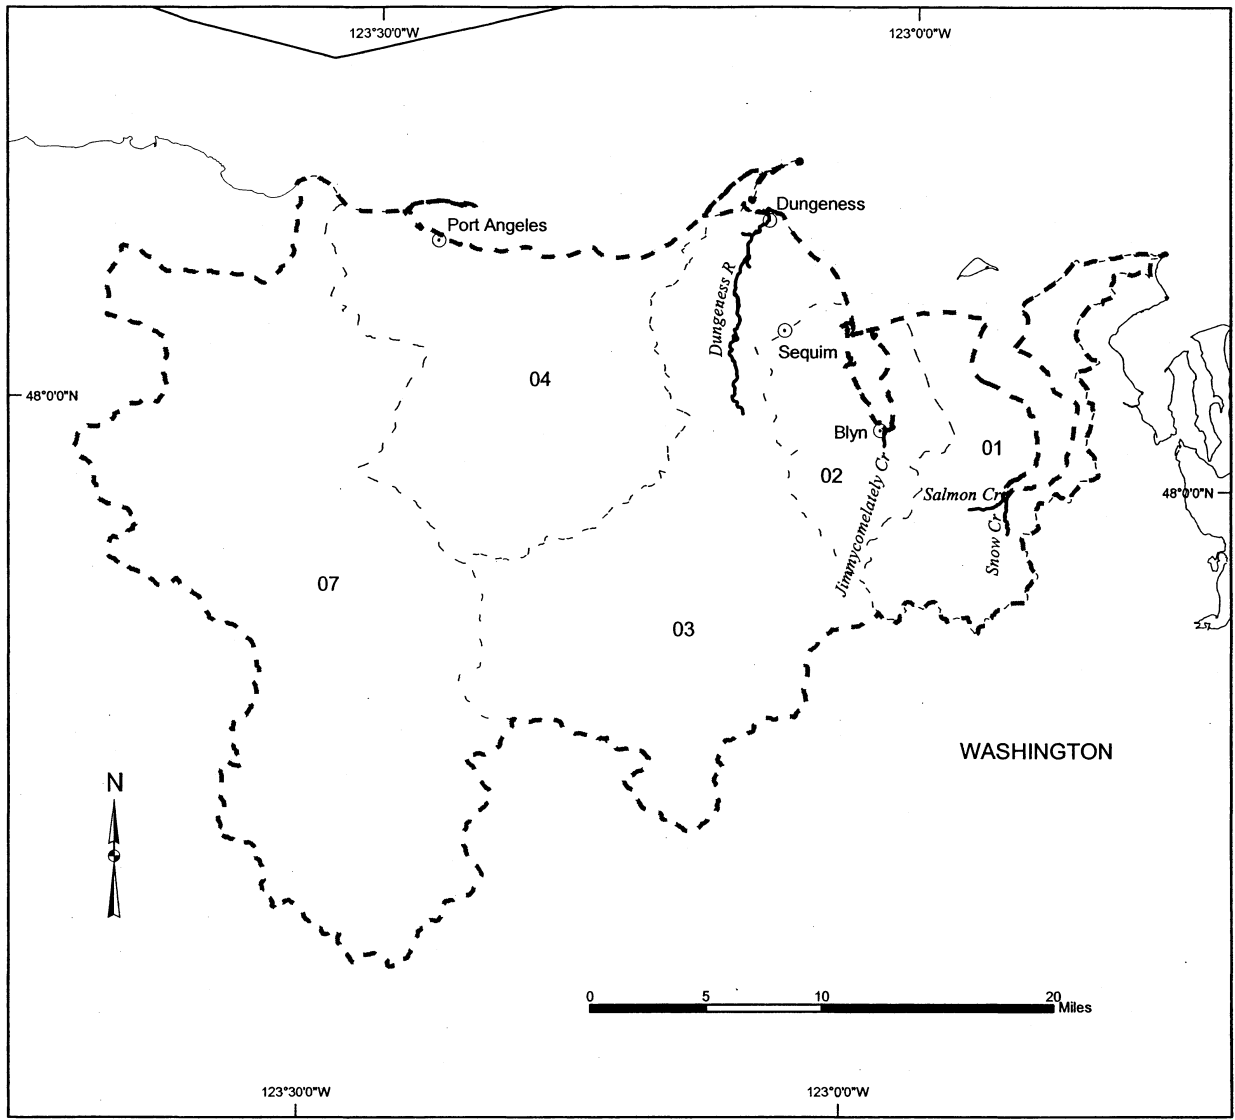 123°30'0"W
123°0'0"W
Dungeness
Port Angeles
Dungeness R
Sequim
04
48°0'0"N
Blyn
01
02
Salmon Cr
48°0'0"N
Jimmycomelately Cr
Snow Cr
07
03
WASHINGTON
N
0 5 10 20
Miles
123°30'0"W
123°0'0"W